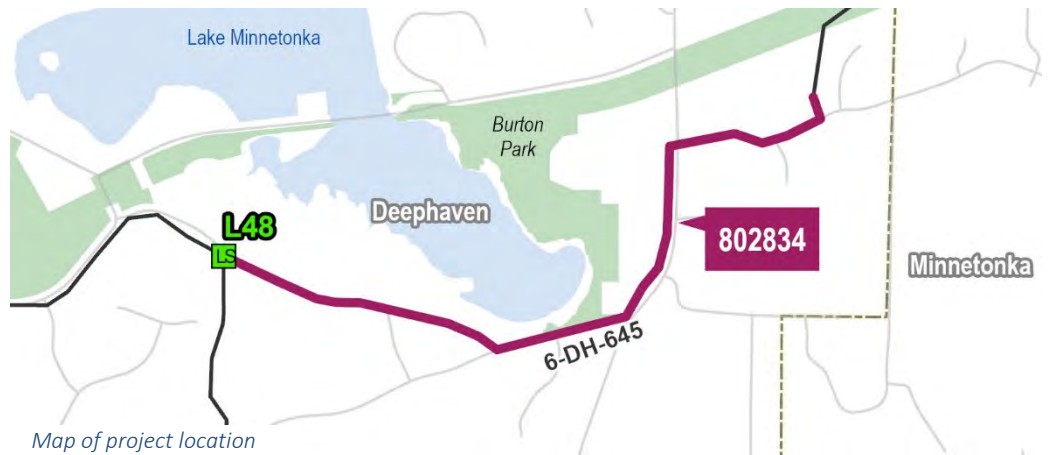 Lake Minnetonka
Burton
Park
Deephaven
L48
LS
802834
Minnetonka
6-DH-645
Map of project location